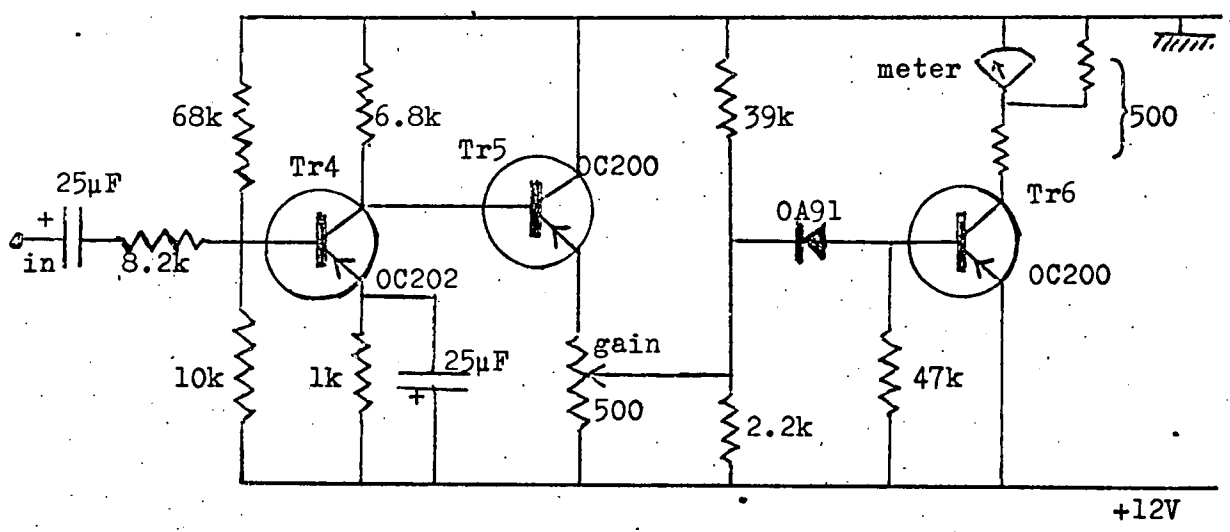 68k
6.8k
39k
meter
500
Tr4
Tr5
OC200
Tr6
25µF
+
in
8.2k
OC202
OA91
OC200
10k
1k
25µF
+
gain
500
2.2k
47k
+12V